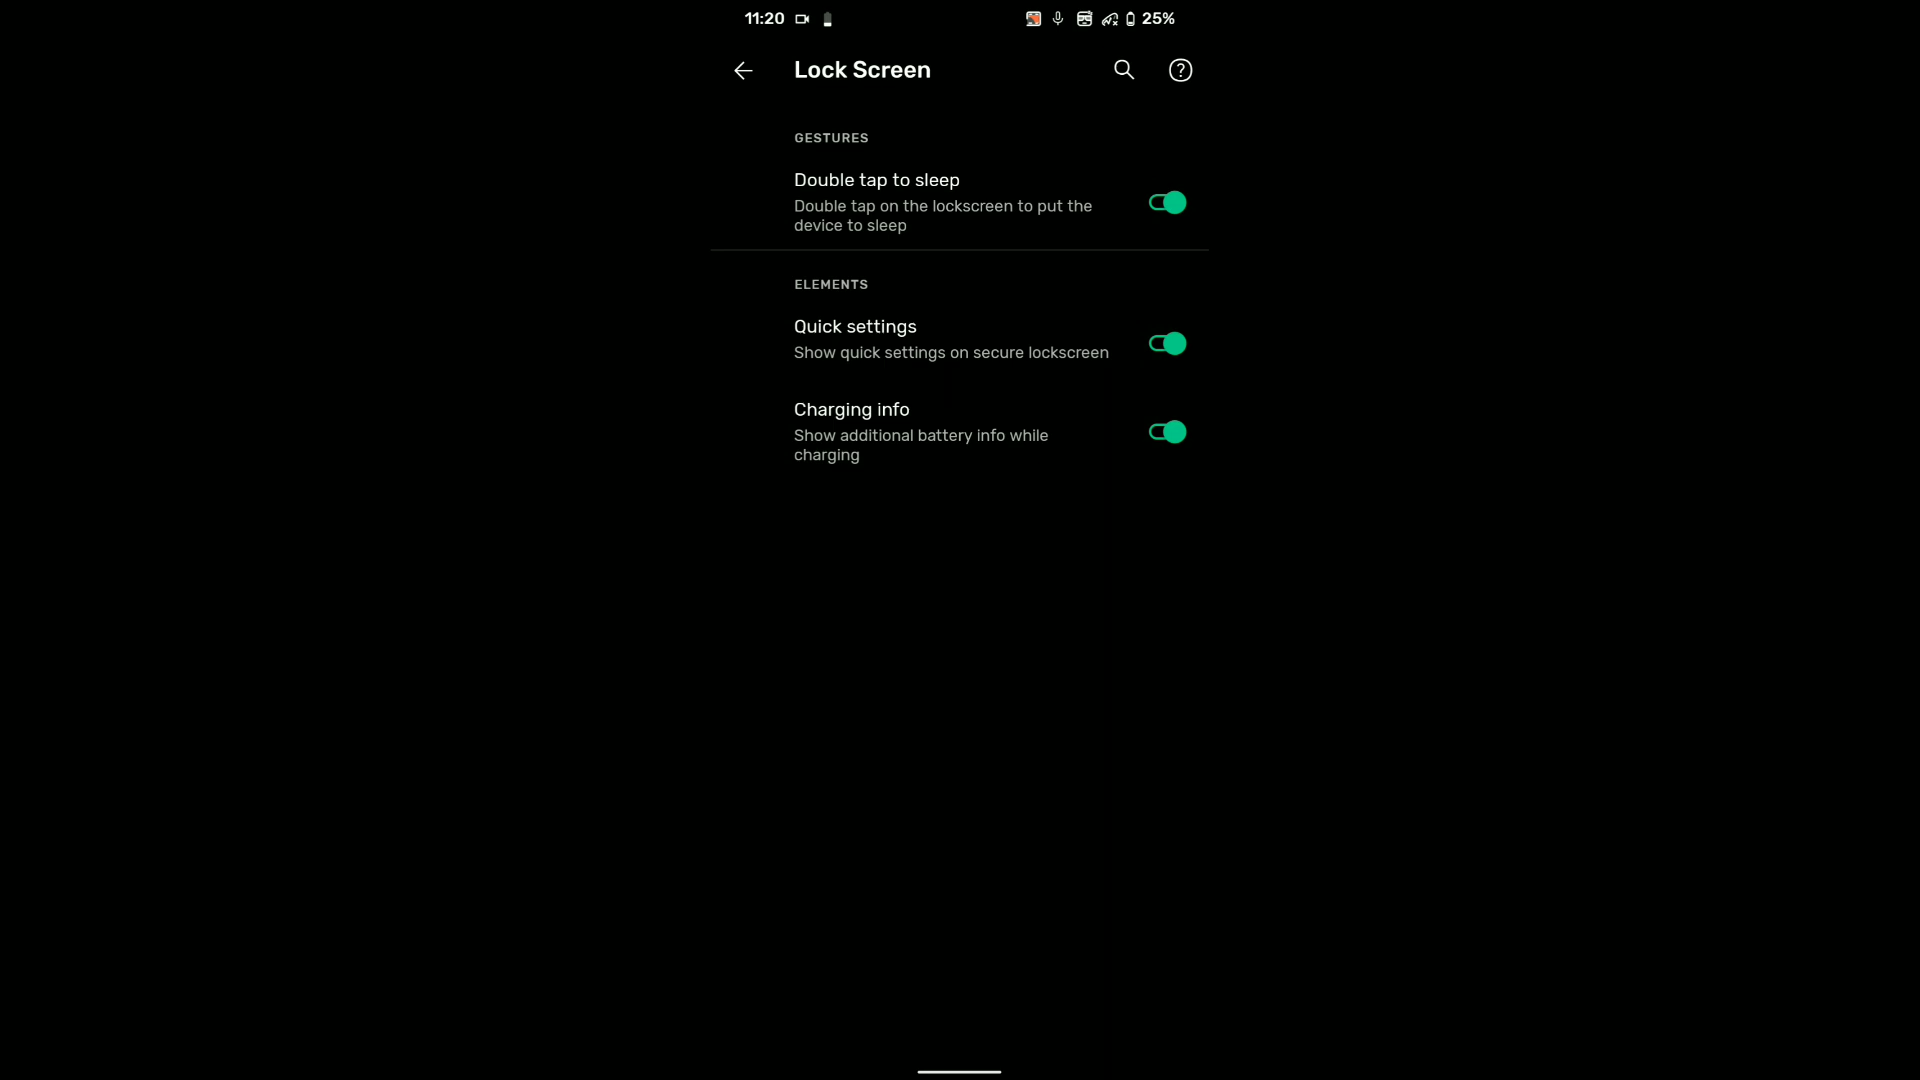 11:20
25%
Lock Screen
GESTURES
Double tap to sleep
Double tap on the lockscreen to put the
device to sleep
ELEMENTS
Quick settings
Show quick settings on secure lockscreen
Charging info
Show additional battery info while
charging